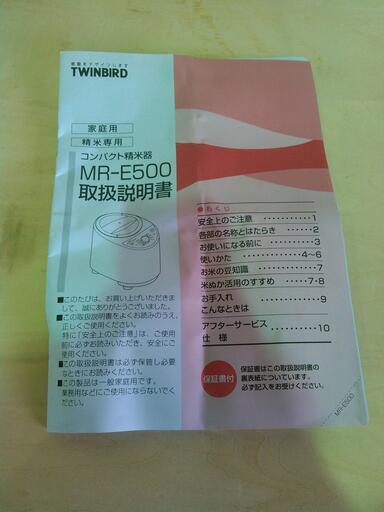 感動をデザインします
TWINBIRD
家庭用
精米専用
コンパクト精米器
MR-E500
取扱説明書
■このたびは、お買い上げいただきまして、誠にありがとうございました。
■この取扱説明書をよくお読みのうえ、正しくご使用ください。
特に「安全上のご注意」は、ご使用前に必ずお読みいただき、安全にご使用ください。
■この取扱説明書は必ず保管し必要なときにお読みください。
■この製品は一般家庭用です。
業務用などにご使用にならないでください。
●もくじ
安全上のご注意 ・・・・・・・・・・・1
各部の名称とはたらき ・・・・・・2
お使いになる前に ・・・・・・・・・3
使いかた ・・・・・・・・・・・・・4~6
お米の豆知識 ・・・・・・・・・・・・7
米ぬか活用のすすめ ・・・・・7・8
お手入れ ・・・・・・・・・・・・・・・9
こんなときは
アフターサービス ・・・・・・・・10
仕様
保証書付
保証書はこの取扱説明書の
裏表紙についています。
必ず記入をお受けください。
MR-E500